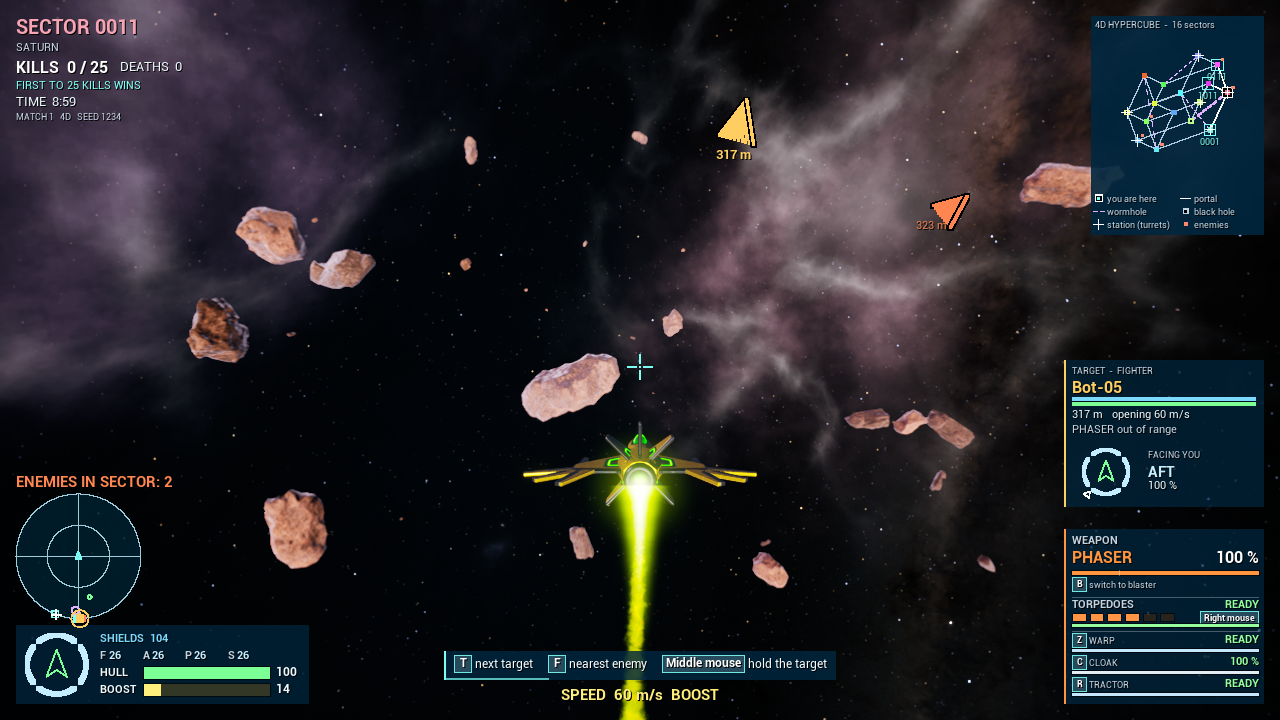 SECTOR 0011
SATURN
KILLS 0 / 25 DEATHS 0
FIRST TO 25 KILLS WINS
TIME 8:59
MATCH 1 4D SEED 1234
4D HYPERCUBE - 16 sectors
0001
you are here
portal
wormhole
black hole
station (turrets)
enemies
317 m
323 m
TARGET - FIGHTER
Bot-05
317 m opening 60 m/s
PHASER out of range
FACING YOU
AFT
100 %
ENEMIES IN SECTOR: 2
SHIELDS 104
F 26 A 26 P 26 S 26
HULL 100
BOOST 14
T next target F nearest enemy Middle mouse hold the target
SPEED 60 m/s BOOST
WEAPON
PHASER 100 %
B switch to blaster
TORPEDOES READY
Right mouse
Z WARP READY
C CLOAK 100 %
R TRACTOR READY